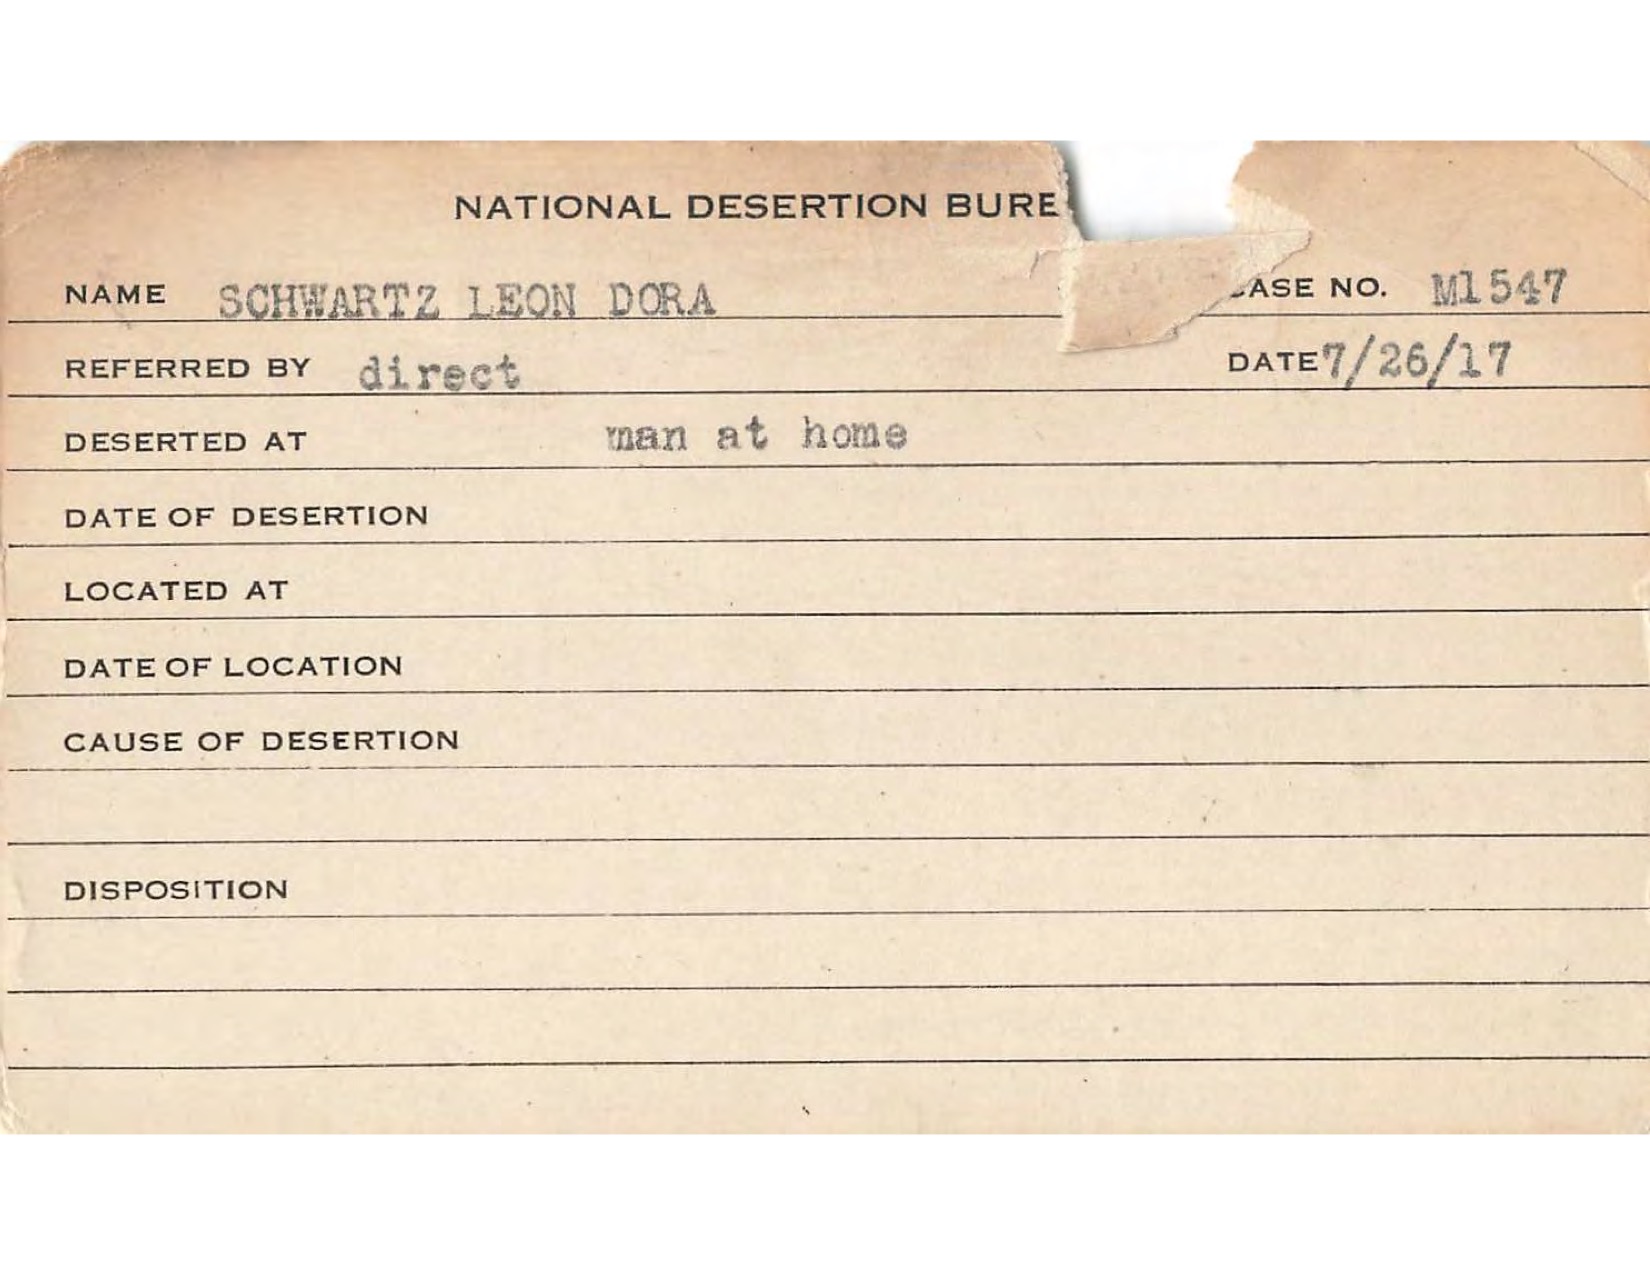 NATIONAL DESERTION BURE
NAME SCHWARTZ LEON DORA CASE NO. M1547
REFERRED BY direct DATE 7/26/17
DESERTED AT man at home
DATE OF DESERTION
LOCATED AT
DATE OF LOCATION
CAUSE OF DESERTION
DISPOSITION